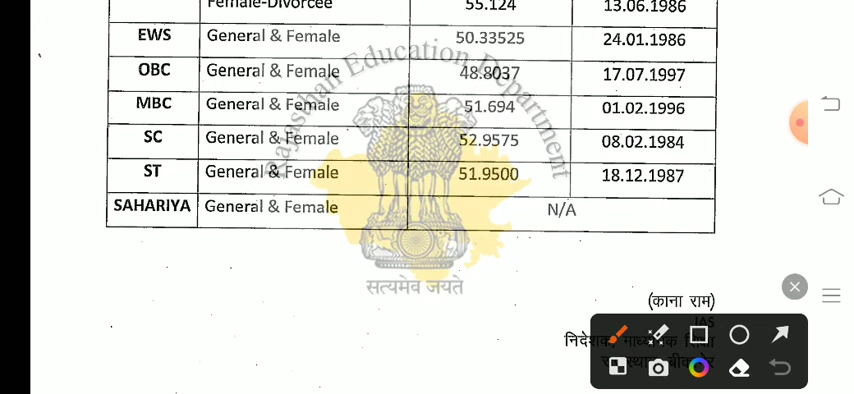 Female-Divorcee 55.124 13.06.1986
EWS General & Female 50.33525 24.01.1986
OBC General & Female 48.8037 17.07.1997
MBC General & Female 51.694 01.02.1996
SC General & Female 52.9575 08.02.1984
ST General & Female 51.9500 18.12.1987
SAHARIYA General & Female N/A
Rajasthan Education Department
सत्यमेव जयते
(काना राम)
IAS
निदेशक, माध्यमिक शिक्षा